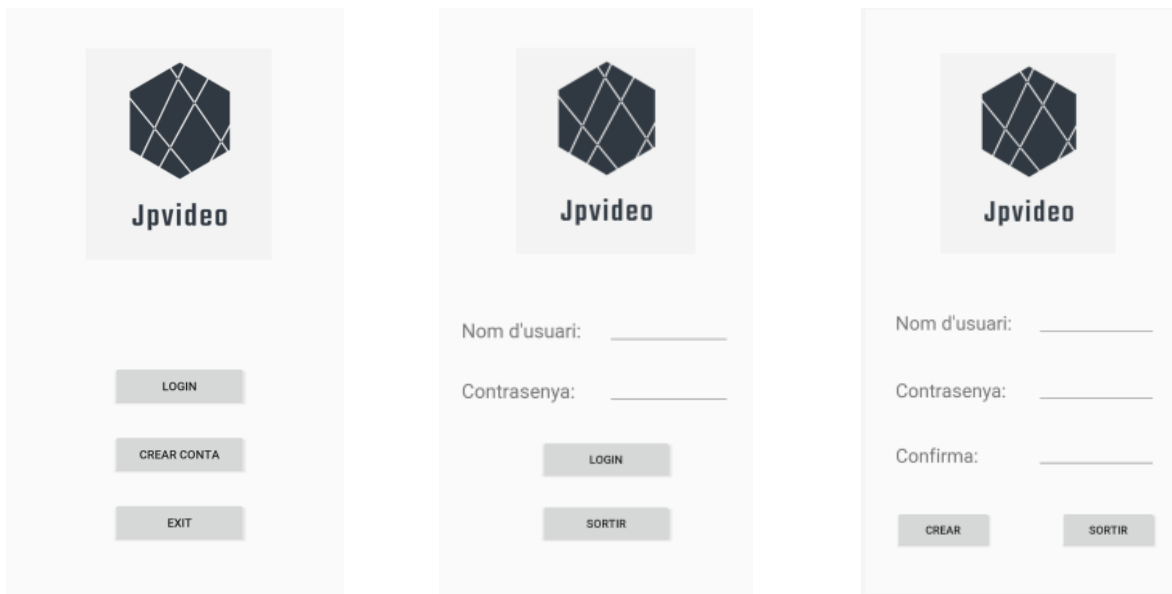 Jpvideo
LOGIN
CREAR CONTA
EXIT
Jpvideo
Nom d'usuari:
Contrasenya:
LOGIN
SORTIR
Jpvideo
Nom d'usuari:
Contrasenya:
Confirma:
CREAR SORTIR